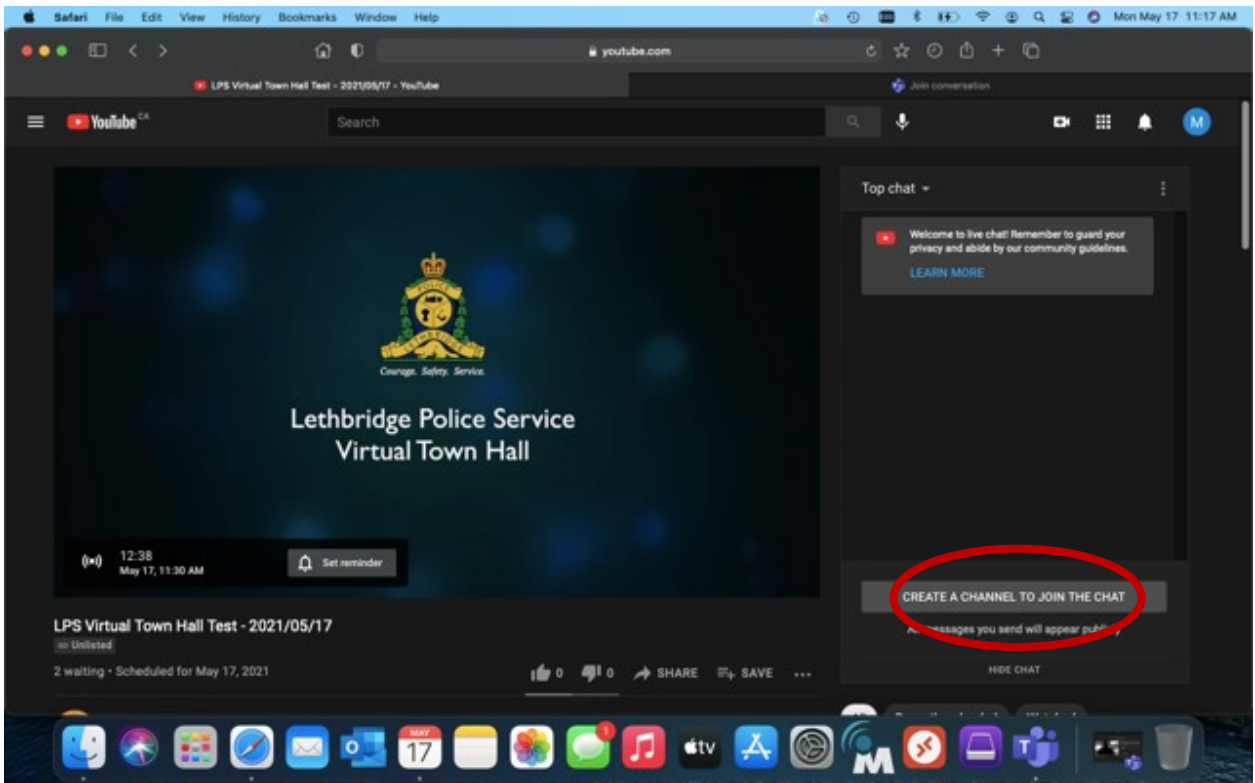 Safari File Edit View History Bookmarks Window Help Mon May 17 11:17 AM
youtube.com
LPS Virtual Town Hall Test - 2021/05/17 - YouTube
Join conversation
YouTube CA
Search
M
Top chat
Welcome to live chat! Remember to guard your
privacy and abide by our community guidelines.
LEARN MORE
POLICE
LETHBRIDGE
Courage. Safety. Service.
Lethbridge Police Service
Virtual Town Hall
12:38
May 17, 11:30 AM
Set reminder
CREATE A CHANNEL TO JOIN THE CHAT
All messages you send will appear publicly
HIDE CHAT
LPS Virtual Town Hall Test - 2021/05/17
Unlisted
2 waiting • Scheduled for May 17, 2021
0 0 SHARE SAVE
MAY
17
1
tv